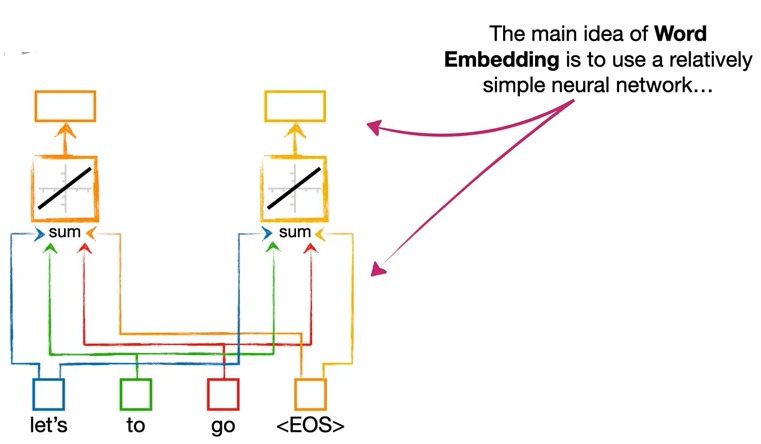 The main idea of Word
Embedding is to use a relatively
simple neural network…
sum sum
let's to go <EOS>